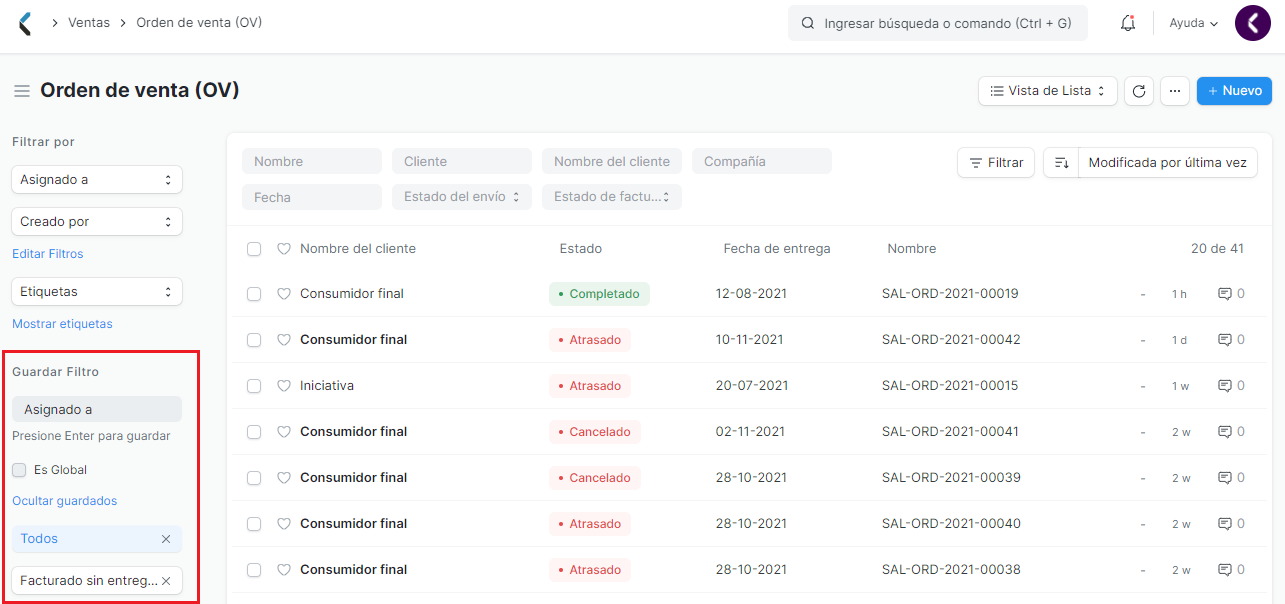 Ventas
Orden de venta (OV)
Ingresar búsqueda o comando (Ctrl + G)
Ayuda
Orden de venta (OV)
Vista de Lista
...
+ Nuevo
Filtrar por
Asignado a
Creado por
Editar Filtros
Etiquetas
Mostrar etiquetas
Guardar Filtro
Asignado a
Presione Enter para guardar
Es Global
Ocultar guardados
Todos
Facturado sin entreg...
Nombre
Cliente
Nombre del cliente
Compañía
Fecha
Estado del envío
Estado de factu...
Filtrar
Modificada por última vez
Nombre del cliente Estado Fecha de entrega Nombre 20 de 41
Consumidor final • Completado 12-08-2021 SAL-ORD-2021-00019 - 1 h 0
Consumidor final • Atrasado 10-11-2021 SAL-ORD-2021-00042 - 1 d 0
Iniciativa • Atrasado 20-07-2021 SAL-ORD-2021-00015 - 1 w 0
Consumidor final • Cancelado 02-11-2021 SAL-ORD-2021-00041 - 2 w 0
Consumidor final • Cancelado 28-10-2021 SAL-ORD-2021-00039 - 2 w 0
Consumidor final • Atrasado 28-10-2021 SAL-ORD-2021-00040 - 2 w 0
Consumidor final • Atrasado 28-10-2021 SAL-ORD-2021-00038 - 2 w 0